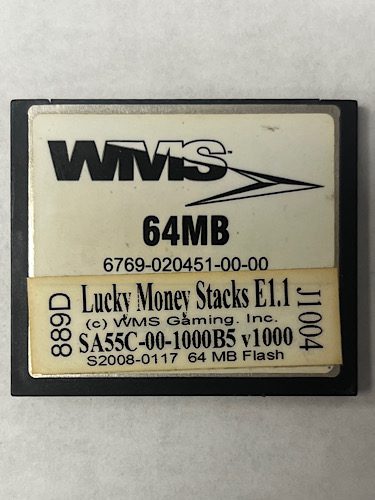 WMS
64MB
6769-020451-00-00
889D
Lucky Money Stacks E1.1
(c) WMS Gaming. Inc.
SA55C-00-1000B5 v1000
S2008-0117 64 MB Flash
J1004